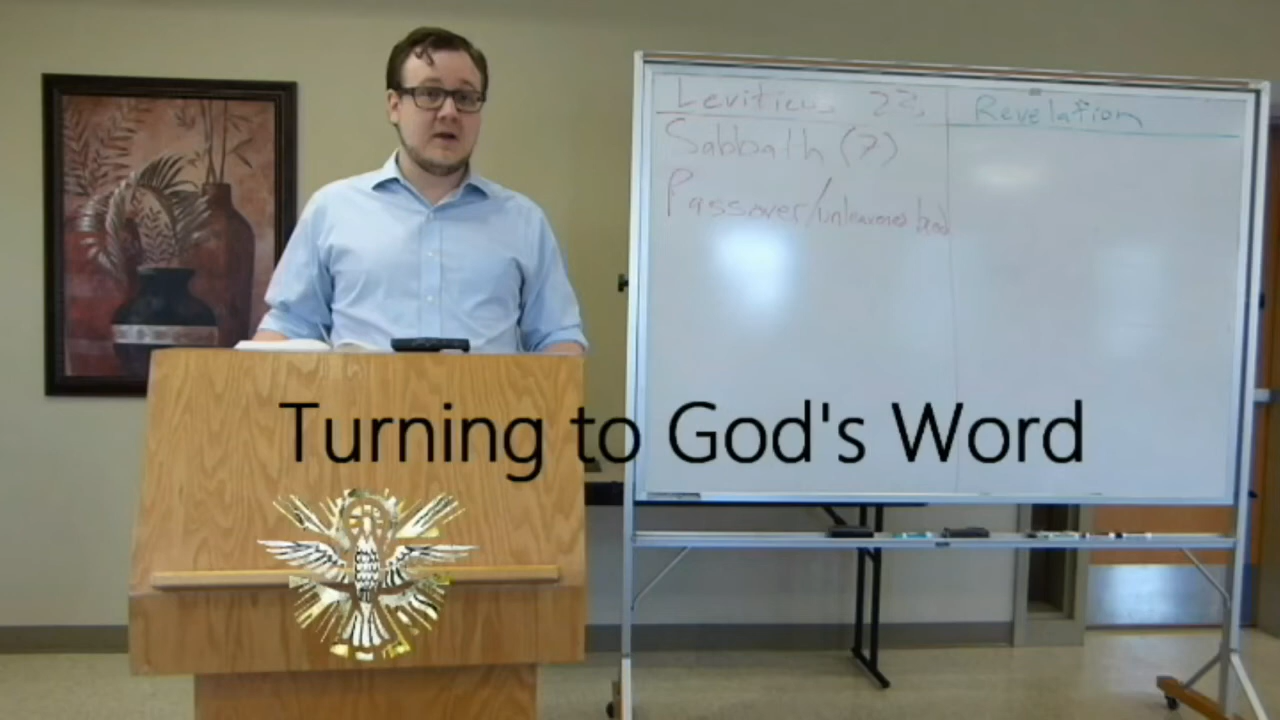 Leviticus 23, Revelation
Sabbath (7)
Passover/unleavened bread
Turning to God's Word